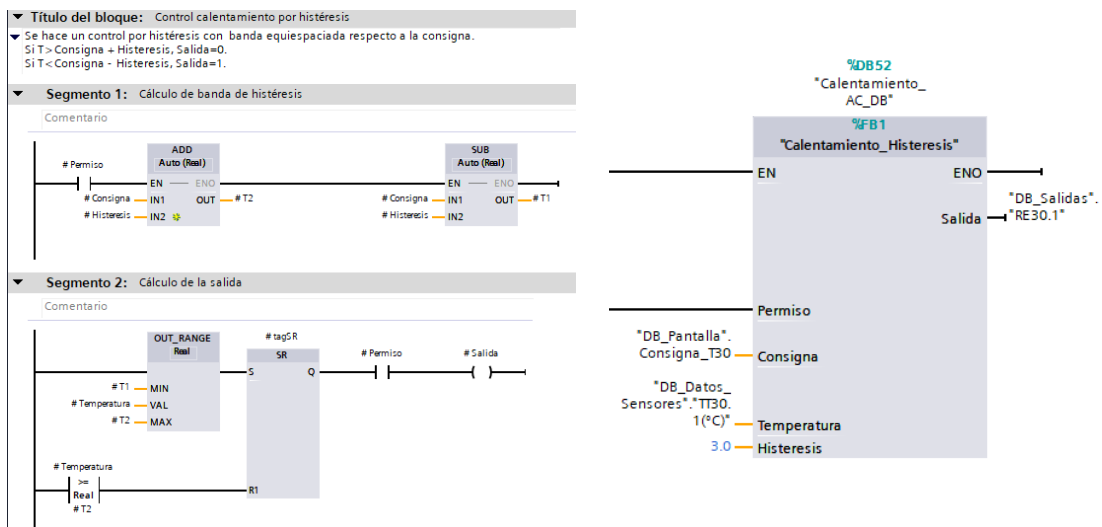 Título del bloque: Control calentamiento por histéresis
Se hace un control por histéresis con banda equiespaciada respecto a la consigna.
Si T>Consigna + Histeresis, Salida=0.
Si T<Consigna - Histeresis, Salida=1.
Segmento 1: Cálculo de banda de histéresis
Comentario
# Permiso
ADD
Auto (Real)
EN ENO
# Consigna IN1 OUT # T2
# Histeresis IN2
SUB
Auto (Real)
EN ENO
# Consigna IN1 OUT # T1
# Histeresis IN2
Segmento 2: Cálculo de la salida
Comentario
OUT_RANGE
Real
# T1 MIN
# Temperatura VAL
# T2 MAX
# tagSR
SR
S Q
R1
# Permiso
# Salida
# Temperatura
>=
Real
# T2
%DB52
"Calentamiento_
AC_DB"
%FB1
"Calentamiento_Histeresis"
EN ENO
"DB_Salidas".
Salida "RE30.1"
Permiso
"DB_Pantalla".
Consigna_T30 Consigna
"DB_Datos_
Sensores"."TT30.
1(°C)" Temperatura
3.0 Histeresis